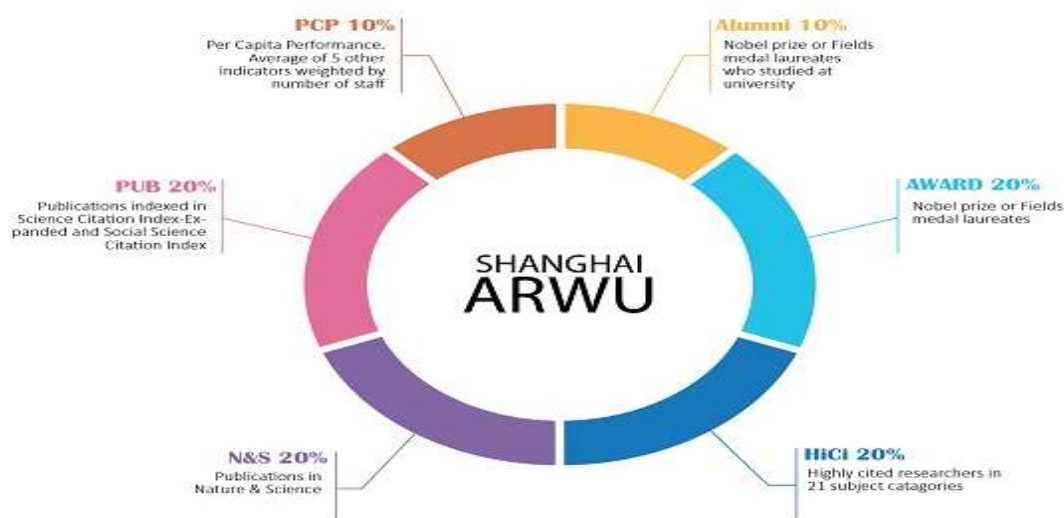 PCP 10%
Per Capita Performance.
Average of 5 other
indicators weighted by
number of staff
Alumni 10%
Nobel prize or Fields
medal laureates
who studied at
university
PUB 20%
Publications indexed in
Science Citation Index-Ex-
panded and Social Science
Citation Index
AWARD 20%
Nobel prize or Fields
medal laureates
SHANGHAI
ARWU
N&S 20%
Publications in
Nature & Science
HiCi 20%
Highly cited researchers in
21 subject catagories